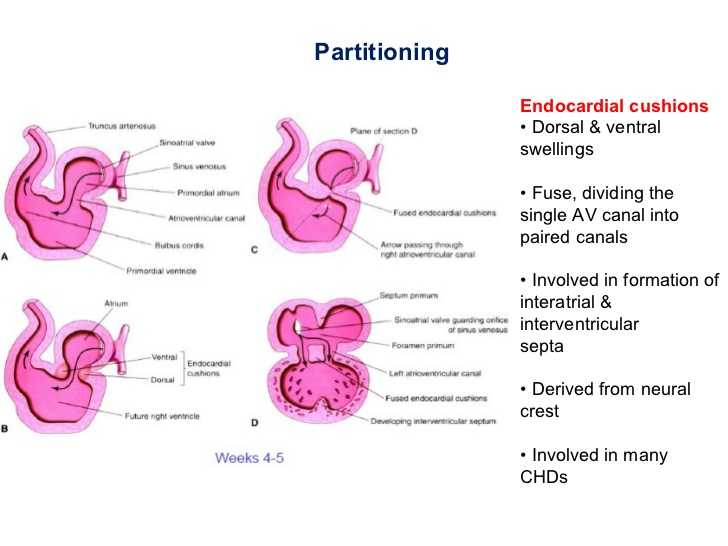 Partitioning
Truncus arteriosus
Sinoatrial valve
Sinus venosus
Primordial atrium
Atrioventricular canal
Bulbus cordis
Primordial ventricle
A
Plane of section D
Fused endocardial cushions
Arrow passing through
right atrioventricular canal
C
Atrium
Ventral
Dorsal
Endocardial
cushions
Future right ventricle
B
Septum primum
Sinoatrial valve guarding orifice
of sinus venosus
Foramen primum
Left atrioventricular canal
Fused endocardial cushions
Developing interventricular septum
D
Weeks 4-5
Endocardial cushions
• Dorsal & ventral
swellings
• Fuse, dividing the
single AV canal into
paired canals
• Involved in formation of
interatrial &
interventricular
septa
• Derived from neural
crest
• Involved in many
CHDs